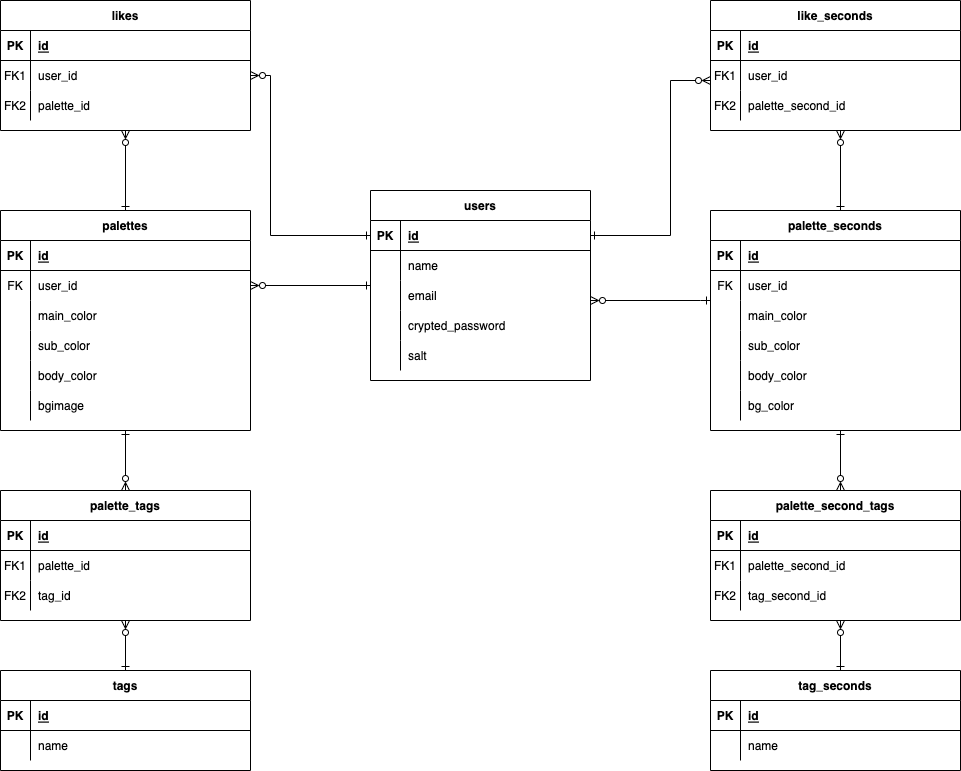 likes
PK id
FK1 user_id
FK2 palette_id
like_seconds
PK id
FK1 user_id
FK2 palette_second_id
users
PK id
name
email
crypted_password
salt
palettes
PK id
FK user_id
main_color
sub_color
body_color
bgimage
palette_seconds
PK id
FK user_id
main_color
sub_color
body_color
bg_color
palette_tags
PK id
FK1 palette_id
FK2 tag_id
palette_second_tags
PK id
FK1 palette_second_id
FK2 tag_second_id
tags
PK id
name
tag_seconds
PK id
name